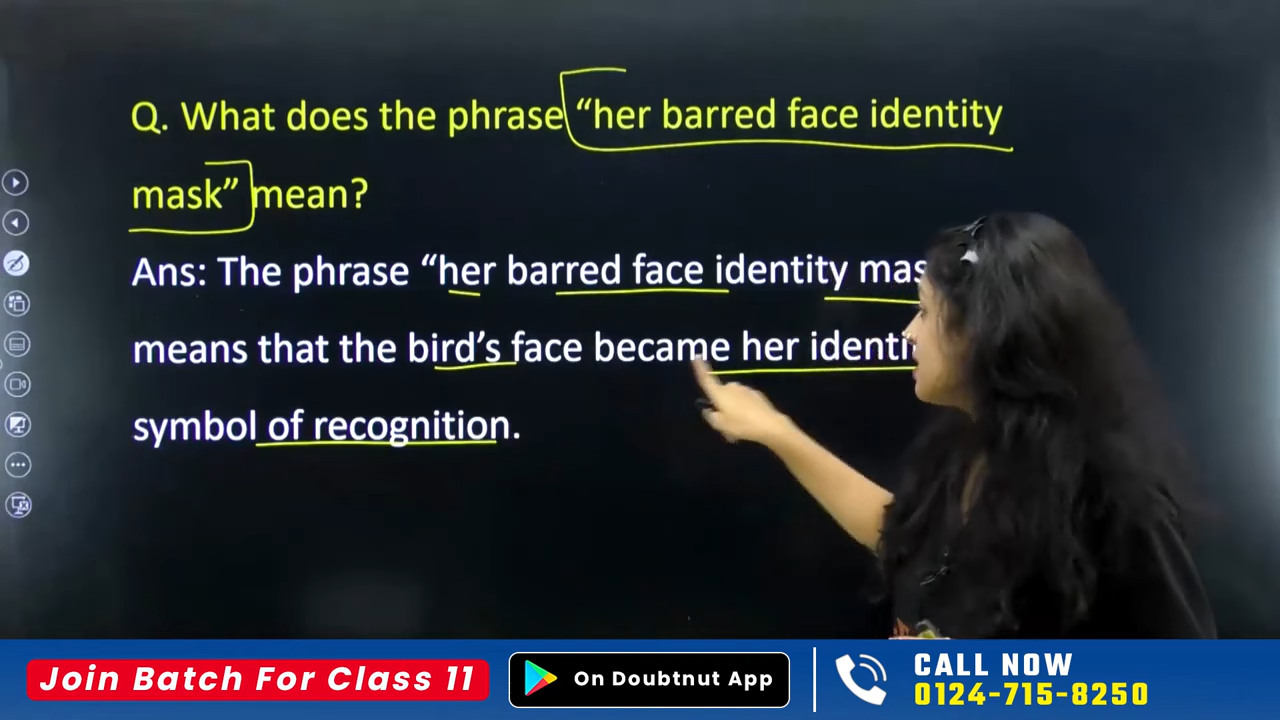 Q. What does the phrase “her barred face identity
mask” mean?
Ans: The phrase “her barred face identity
means that the bird’s face became her
symbol of recognition.
Join Batch For Class 11
On Doubtnut App
CALL NOW
0124-715-8250